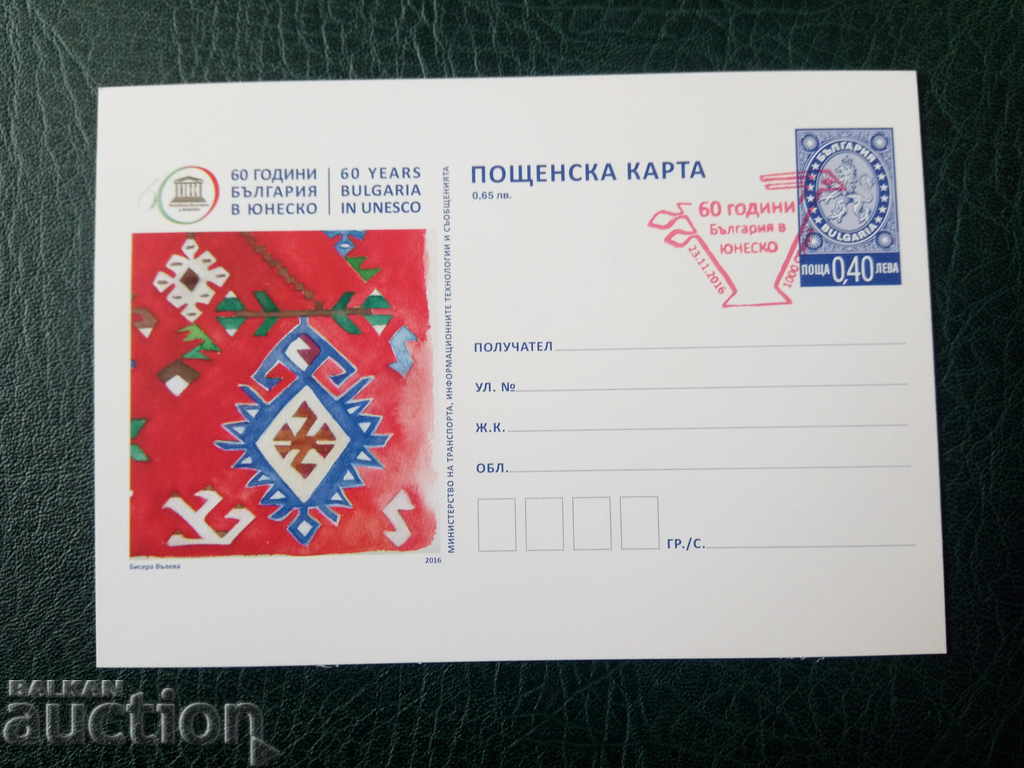 60 ГОДИНИ
БЪЛГАРИЯ
В ЮНЕСКО
60 YEARS
BULGARIA
IN UNESCO
Бисера Вълева
2016
МИНИСТЕРСТВО НА ТРАНСПОРТА, ИНФОРМАЦИОННИТЕ ТЕХНОЛОГИИ И СЪОБЩЕНИЯТА
ПОЩЕНСКА КАРТА
0,65 лв.
60 ГОДИНИ
България в
ЮНЕСКО
23.11.2016
1000
БЪЛГАРИЯ
BULGARIA
ПОЩА 0,40 ЛЕВА
ПОЛУЧАТЕЛ
УЛ. №
Ж.К.
ОБЛ.
ГР./С.
BALKAN
auction